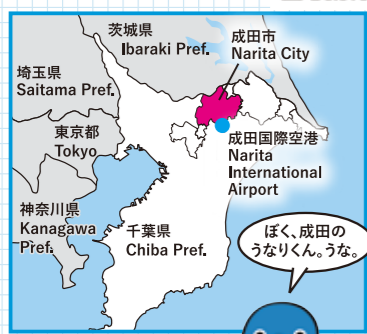 茨城県
Ibaraki Pref.
成田市
Narita City
埼玉県
Saitama Pref.
東京都
Tokyo
成田国際空港
Narita
International
Airport
神奈川県
Kanagawa
Pref.
千葉県
Chiba Pref.
ぼく、成田の
うなりくん。うな。